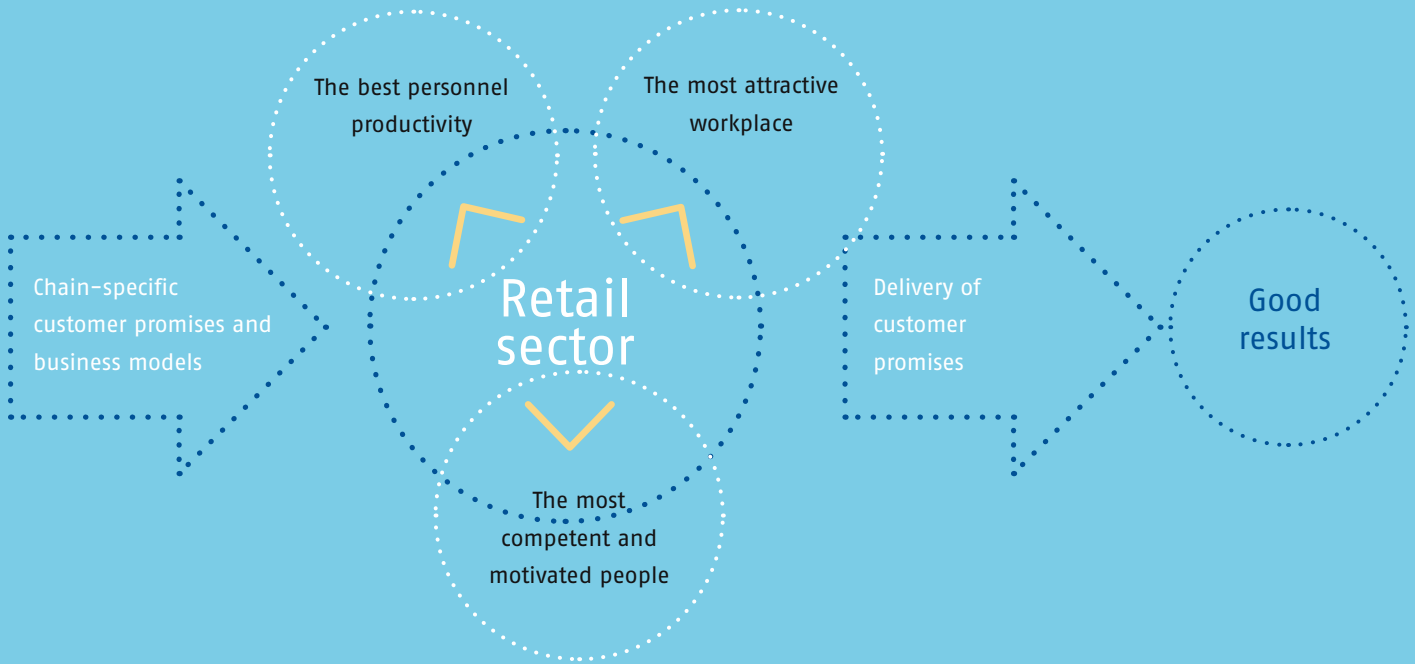 The best personnel
productivity
The most attractive
workplace
Chain-specific
customer promises and
business models
Retail
sector
Delivery of
customer
promises
Good
results
The most
competent and
motivated people